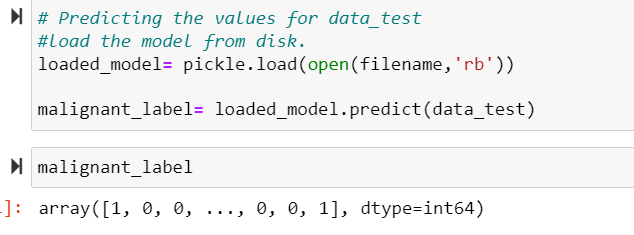 # Predicting the values for data_test
#load the model from disk.
loaded_model= pickle.load(open(filename,'rb'))
malignant_label= loaded_model.predict(data_test)
malignant_label
]: array([1, 0, 0, ..., 0, 0, 1], dtype=int64)